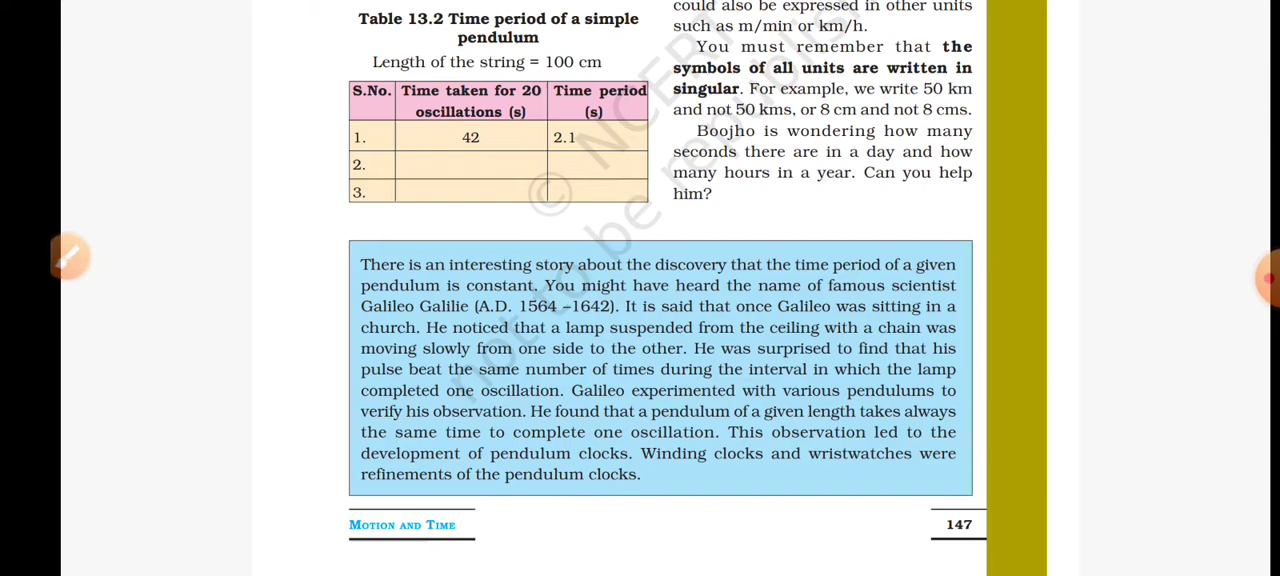 Table 13.2 Time period of a simple
pendulum
Length of the string = 100 cm
S.No. Time taken for 20 Time period
oscillations (s) (s)
1. 42 2.1
2.
3.
could also be expressed in other units
such as m/min or km/h.
You must remember that the
symbols of all units are written in
singular. For example, we write 50 km
and not 50 kms, or 8 cm and not 8 cms.
Boojho is wondering how many
seconds there are in a day and how
many hours in a year. Can you help
him?
There is an interesting story about the discovery that the time period of a given
pendulum is constant. You might have heard the name of famous scientist
Galileo Galilie (A.D. 1564 –1642). It is said that once Galileo was sitting in a
church. He noticed that a lamp suspended from the ceiling with a chain was
moving slowly from one side to the other. He was surprised to find that his
pulse beat the same number of times during the interval in which the lamp
completed one oscillation. Galileo experimented with various pendulums to
verify his observation. He found that a pendulum of a given length takes always
the same time to complete one oscillation. This observation led to the
development of pendulum clocks. Winding clocks and wristwatches were
refinements of the pendulum clocks.
MOTION AND TIME
147
© NCERT
not to be republish